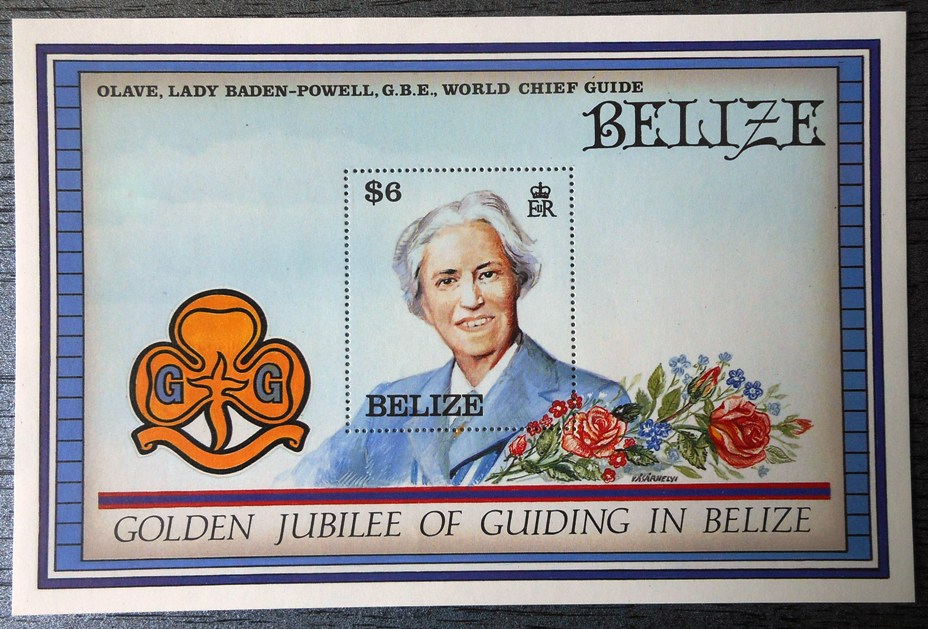 OLAVE, LADY BADEN-POWELL, G.B.E., WORLD CHIEF GUIDE
BELIZE
$6
EIIR
G G
BELIZE
VÁSÁRHELYI
GOLDEN JUBILEE OF GUIDING IN BELIZE